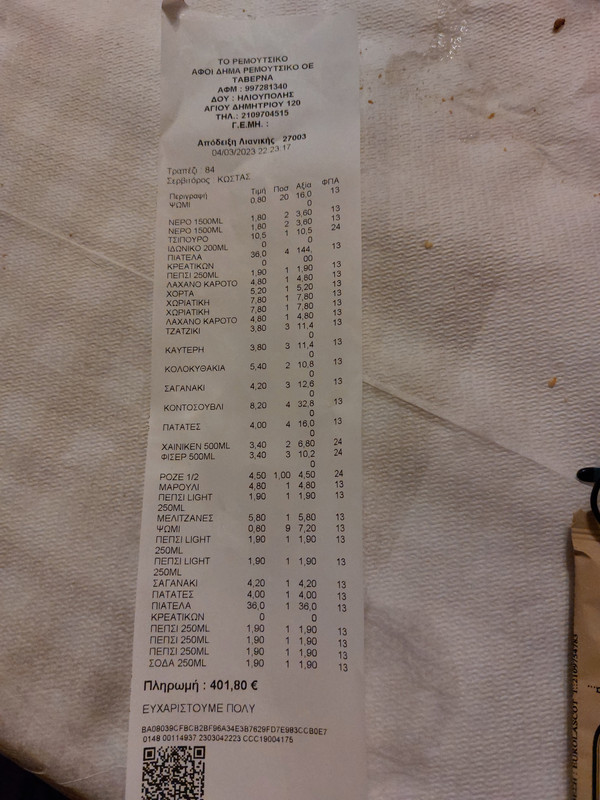 ΤΟ ΡΕΜΟΥΤΣΙΚΟ
ΑΦΟΙ ΔΗΜΑ ΡΕΜΟΥΤΣΙΚΟ ΟΕ
ΤΑΒΕΡΝΑ
ΑΦΜ : 997281340
ΔΟΥ : ΗΛΙΟΥΠΟΛΗΣ
ΑΓΙΟΥ ΔΗΜΗΤΡΙΟΥ 120
ΤΗΛ.: 2109704515
Γ.Ε.ΜΗ. :
Απόδειξη Λιανικής 27003
04/03/2023 22:23:17
Τραπέζι : 84
Σερβιτόρος : ΚΩΣΤΑΣ
Περιγραφή Τιμή Ποσ Αξια ΦΠΑ
ΨΩΜΙ 0,80 20 16,0 13
0
ΝΕΡΟ 1500ML 1,80 2 3,60 13
ΝΕΡΟ 1500ML 1,80 2 3,60 13
ΤΣΙΠΟΥΡΟ 10,5 1 10,5 24
ΙΔΩΝΙΚΟ 200ML 0 0
ΠΙΑΤΕΛΑ 36,0 4 144, 13
ΚΡΕΑΤΙΚΩΝ 0 00
ΠΕΠΣΙ 250ML 1,90 1 1,90 13
ΛΑΧΑΝΟ ΚΑΡΟΤΟ 4,80 1 4,80 13
ΧΟΡΤΑ 5,20 1 5,20 13
ΧΩΡΙΑΤΙΚΗ 7,80 1 7,80 13
ΧΩΡΙΑΤΙΚΗ 7,80 1 7,80 13
ΛΑΧΑΝΟ ΚΑΡΟΤΟ 4,80 1 4,80 13
ΤΖΑΤΖΙΚΙ 3,80 3 11,4 13
0
ΚΑΥΤΕΡΗ 3,80 3 11,4 13
0
ΚΟΛΟΚΥΘΑΚΙΑ 5,40 2 10,8 13
0
ΣΑΓΑΝΑΚΙ 4,20 3 12,6 13
0
ΚΟΝΤΟΣΟΥΒΛΙ 8,20 4 32,8 13
0
ΠΑΤΑΤΕΣ 4,00 4 16,0 13
0
ΧΑΙΝΙΚΕΝ 500ML 3,40 2 6,80 24
ΦΙΣΕΡ 500ML 3,40 3 10,2 24
0
ΡΟΖΕ 1/2 4,50 1,00 4,50 24
ΜΑΡΟΥΛΙ 4,80 1 4,80 13
ΠΕΠΣΙ LIGHT 1,90 1 1,90 13
250ML
ΜΕΛΙΤΖΑΝΕΣ 5,80 1 5,80 13
ΨΩΜΙ 0,80 9 7,20 13
ΠΕΠΣΙ LIGHT 1,90 1 1,90 13
250ML
ΠΕΠΣΙ LIGHT 1,90 1 1,90 13
250ML
ΣΑΓΑΝΑΚΙ 4,20 1 4,20 13
ΠΑΤΑΤΕΣ 4,00 1 4,00 13
ΠΙΑΤΕΛΑ 36,0 1 36,0 13
ΚΡΕΑΤΙΚΩΝ 0 0
ΠΕΠΣΙ 250ML 1,90 1 1,90 13
ΠΕΠΣΙ 250ML 1,90 1 1,90 13
ΠΕΠΣΙ 250ML 1,90 1 1,90 13
ΣΟΔΑ 250ML 1,90 1 1,90 13
Πληρωμή : 401,80 €
ΕΥΧΑΡΙΣΤΟΥΜΕ ΠΟΛΥ
BA08039CFBCB2BF96A34E3B7629FD7E983CCB0E7
0148 00114937 2303042223 CCC19004175